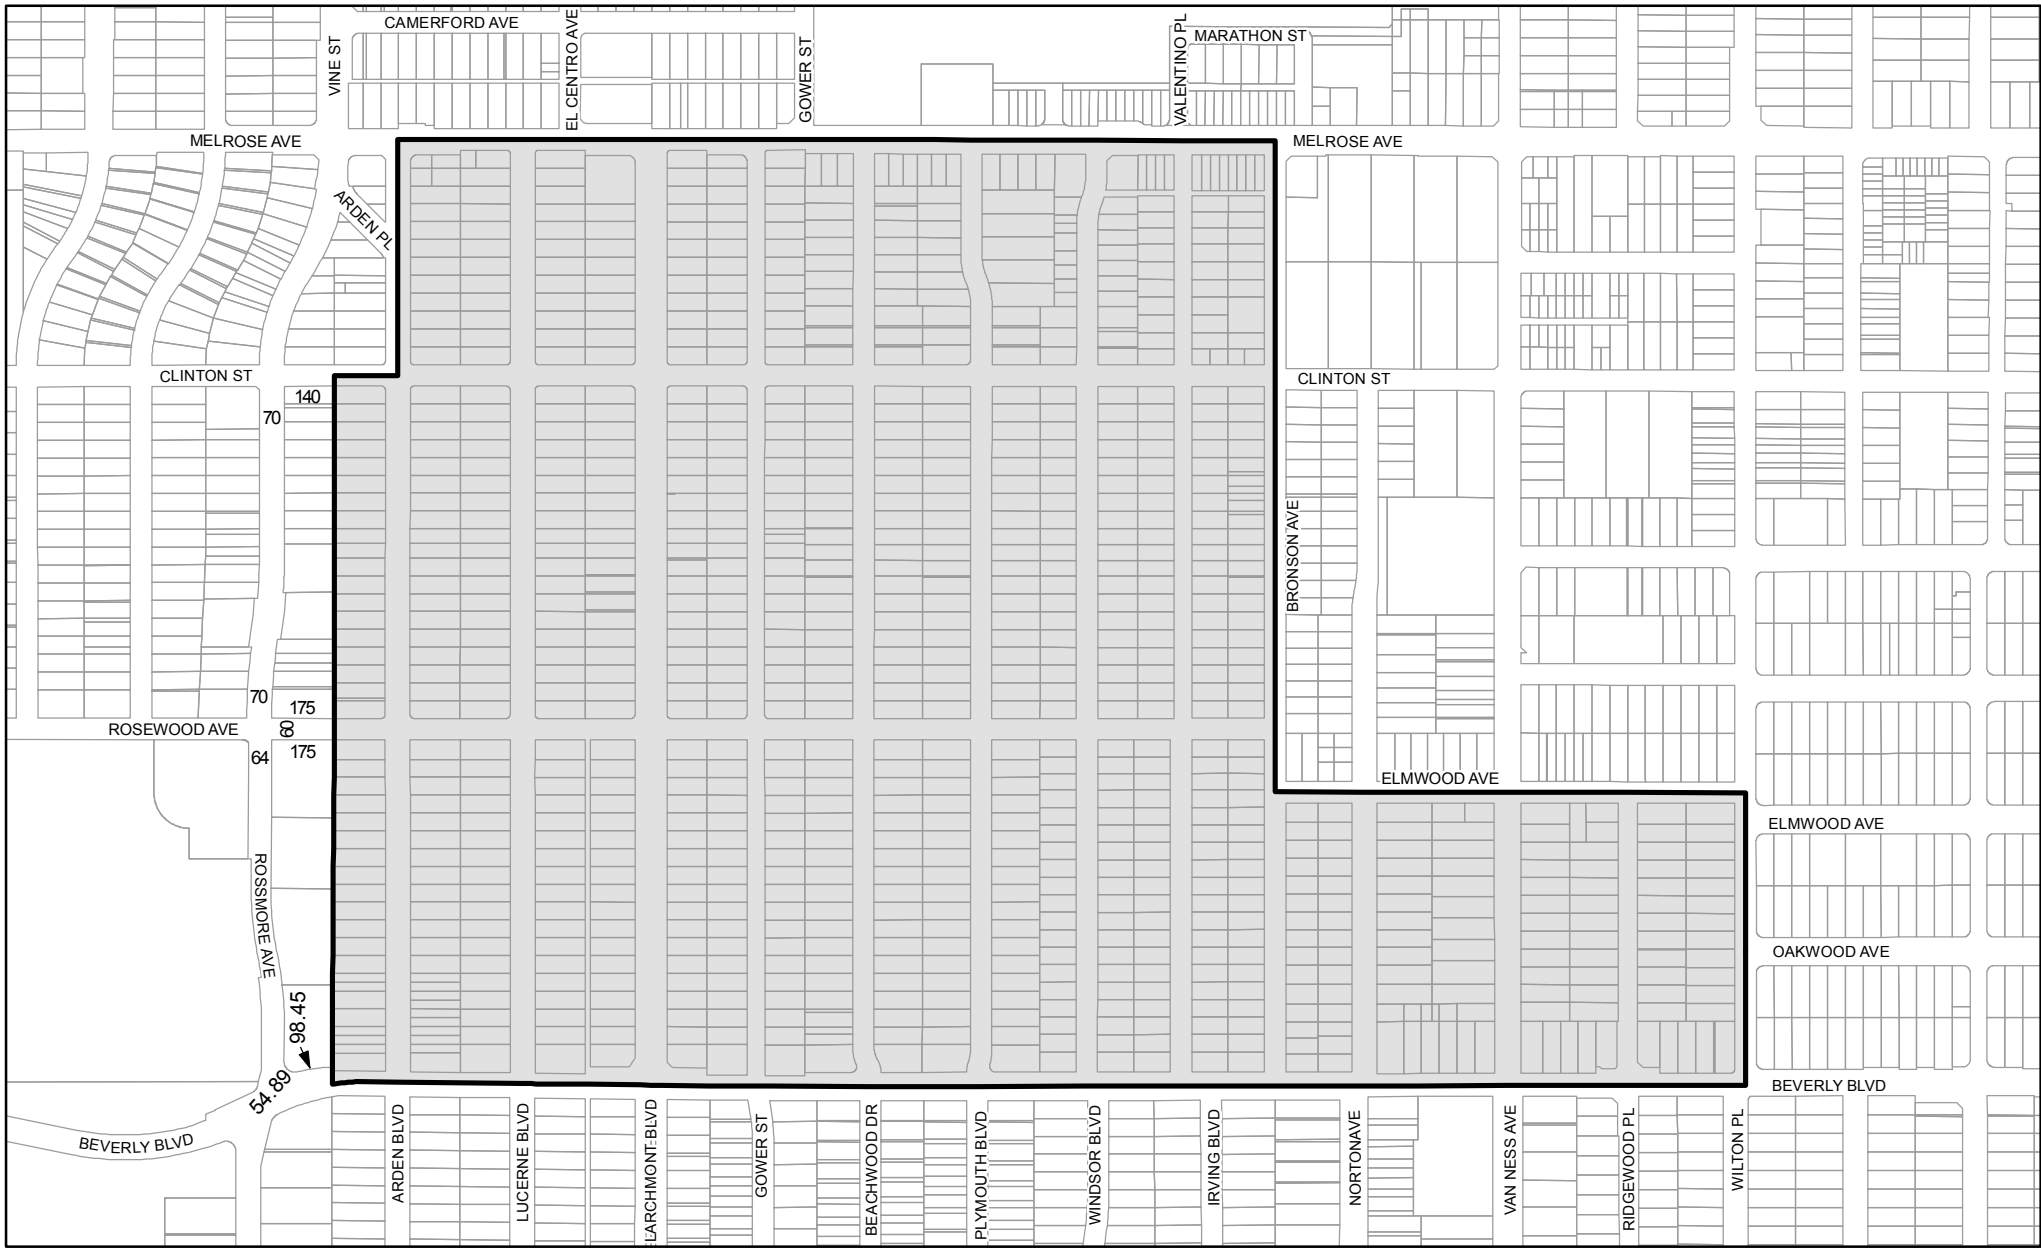 CAMERFORD AVE
VINE ST
EL CENTRO AVE
GOWER ST
VALENTINO PL
MARATHON ST
MELROSE AVE
MELROSE AVE
ARDEN PL
CLINTON ST
CLINTON ST
140
70
BRONSON AVE
70
175
ROSEWOOD AVE
60
64
175
ELMWOOD AVE
ELMWOOD AVE
ROSSMORE AVE
OAKWOOD AVE
98.45
54.89
BEVERLY BLVD
BEVERLY BLVD
ARDEN BLVD
LUCERNE BLVD
LARCHMONT BLVD
GOWER ST
BEACHWOOD DR
PLYMOUTH BLVD
WINDSOR BLVD
IRVING BLVD
NORTON AVE
VAN NESS AVE
RIDGEWOOD PL
WILTON PL